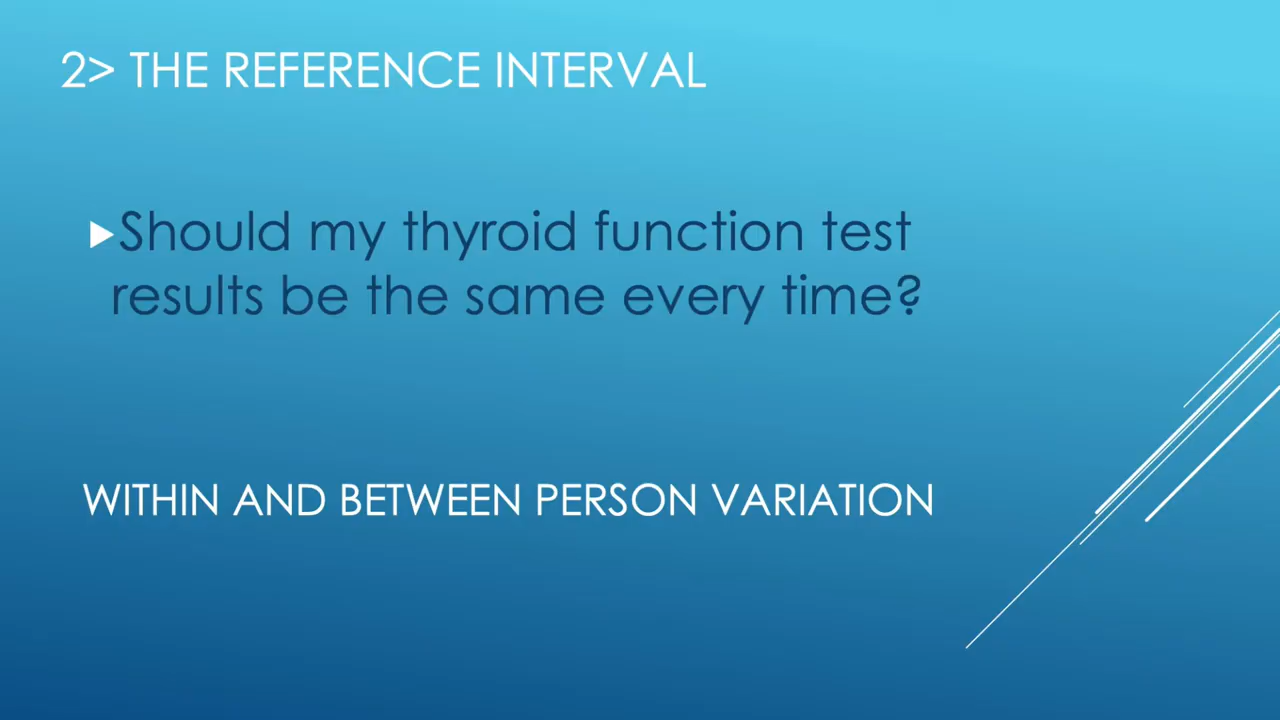 2> THE REFERENCE INTERVAL
Should my thyroid function test
results be the same every time?
WITHIN AND BETWEEN PERSON VARIATION